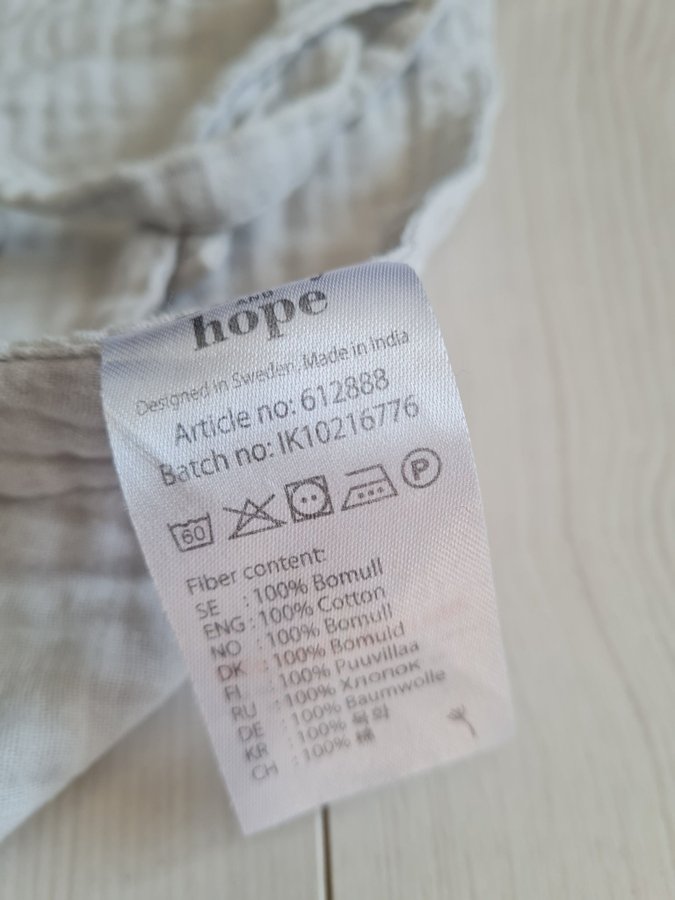 AND
hope
Designed in Sweden, Made in India
Article no: 612888
Batch no: IK10216776
60 P
Fiber content:
SE : 100% Bomull
ENG : 100% Cotton
NO : 100% Bomull
DK : 100% Bomuld
FI : 100% Puuvillaa
RU : 100% Хлопок
DE : 100% Baumwolle
KR : 100%
CH : 100% 棉